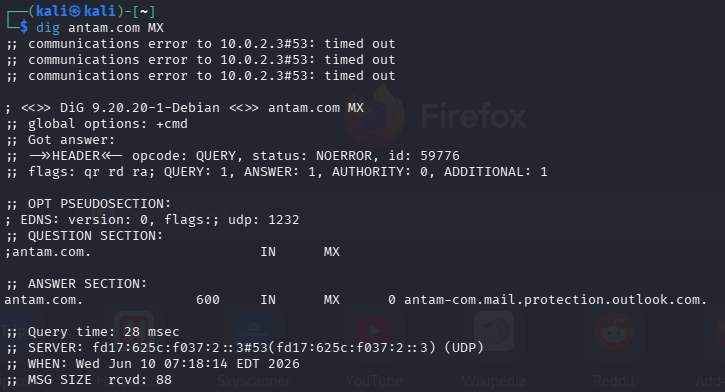 ┌──(kali㉿kali)-[~]
└─$ dig antam.com MX
;; communications error to 10.0.2.3#53: timed out
;; communications error to 10.0.2.3#53: timed out
;; communications error to 10.0.2.3#53: timed out

; <<>> DiG 9.20.20-1-Debian <<>> antam.com MX
;; global options: +cmd
;; Got answer:
;; ->>HEADER<<- opcode: QUERY, status: NOERROR, id: 59776
;; flags: qr rd ra; QUERY: 1, ANSWER: 1, AUTHORITY: 0, ADDITIONAL: 1

;; OPT PSEUDOSECTION:
; EDNS: version: 0, flags:; udp: 1232
;; QUESTION SECTION:
;antam.com. IN MX

;; ANSWER SECTION:
antam.com. 600 IN MX 0 antam-com.mail.protection.outlook.com.

;; Query time: 28 msec
;; SERVER: fd17:625c:f037:2::3#53(fd17:625c:f037:2::3) (UDP)
;; WHEN: Wed Jun 10 07:18:14 EDT 2026
;; MSG SIZE rcvd: 88
Firefox
Skyscanner YouTube Wikipedia Reddit